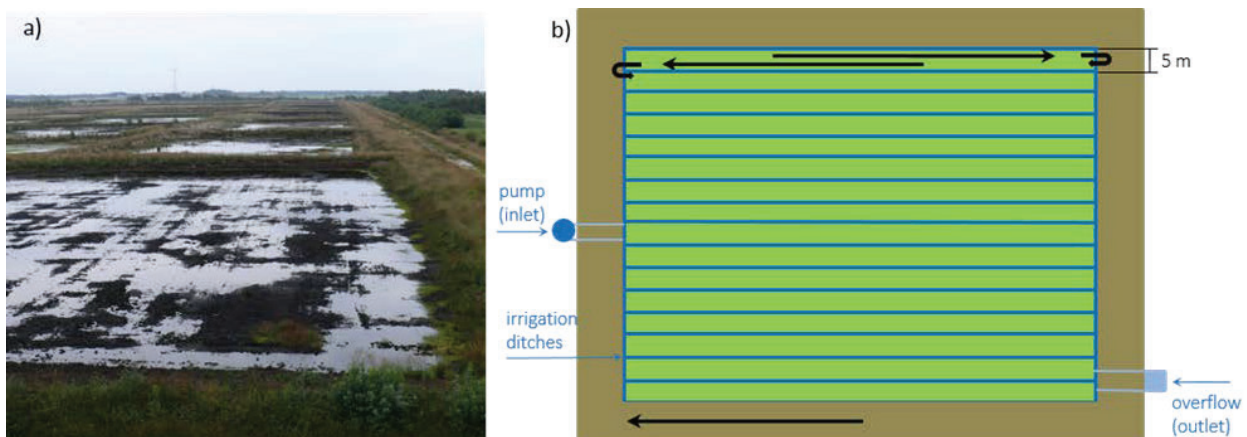 a)
b)
5 m
pump
(inlet)
irrigation
ditches
overflow
(outlet)